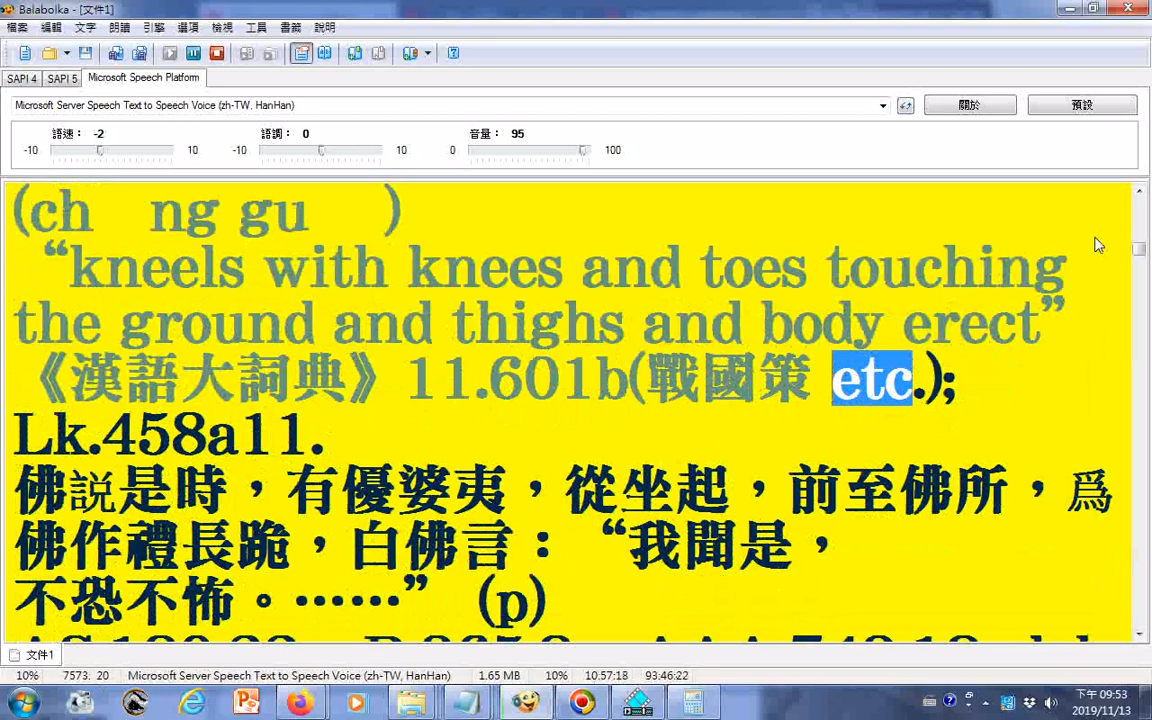 Balabolka - [文件1]
檔案 編輯 文字 朗讀 引擎 選項 檢視 工具 書籤 說明
SAPI 4 SAPI 5 Microsoft Speech Platform
Microsoft Server Speech Text to Speech Voice (zh-TW, HanHan) 關於 預設
語速： -2 語調： 0 音量： 95
-10 10 -10 10 0 100
(ch ng gu )
“kneels with knees and toes touching
the ground and thighs and body erect”
《漢語大詞典》 11.601b(戰國策 etc.);
Lk.458a11.
佛説是時，有優婆夷，從坐起，前至佛所，爲
佛作禮長跪，白佛言：“我聞是，
不恐不怖。……” (p)
文件1
10% 7573: 20 Microsoft Server Speech Text to Speech Voice (zh-TW, HanHan) 1.65 MB 10% 10:57:18 93:46:22
下午 09:53
2019/11/13